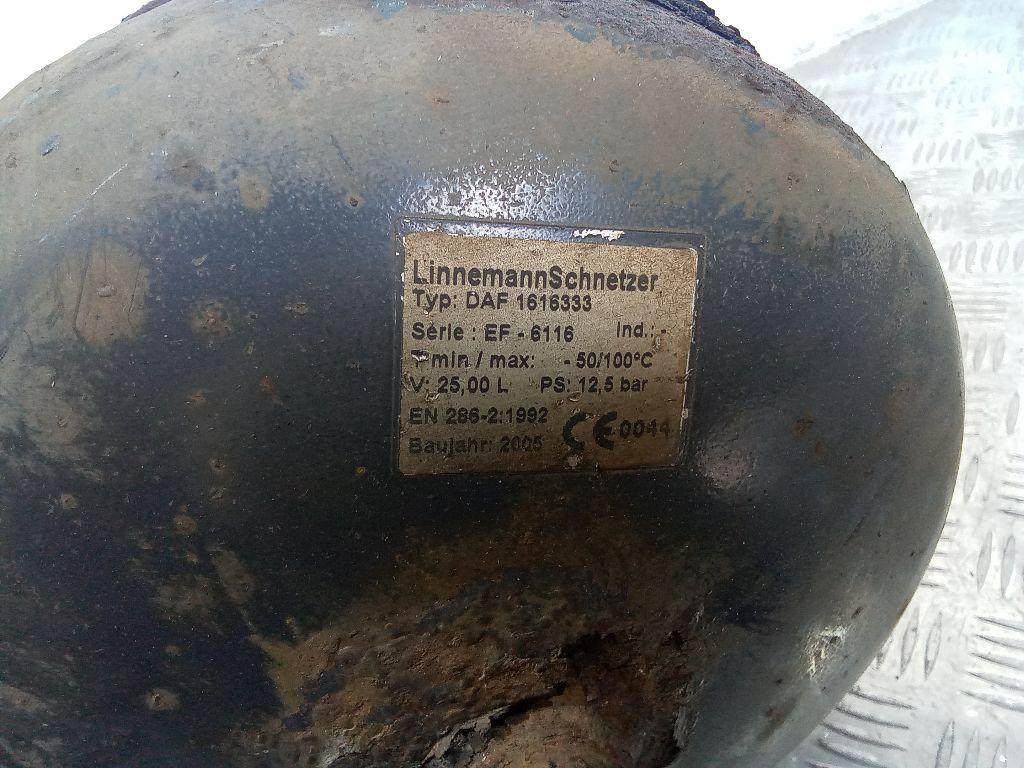 LinnemannSchnetzer
Typ: DAF 1616333
Serie : EF - 6116 Ind.: -
T min / max: - 50/100°C
V: 25,00 L PS: 12,5 bar
EN 286-2:1992
Baujahr: 2005 CE 0044